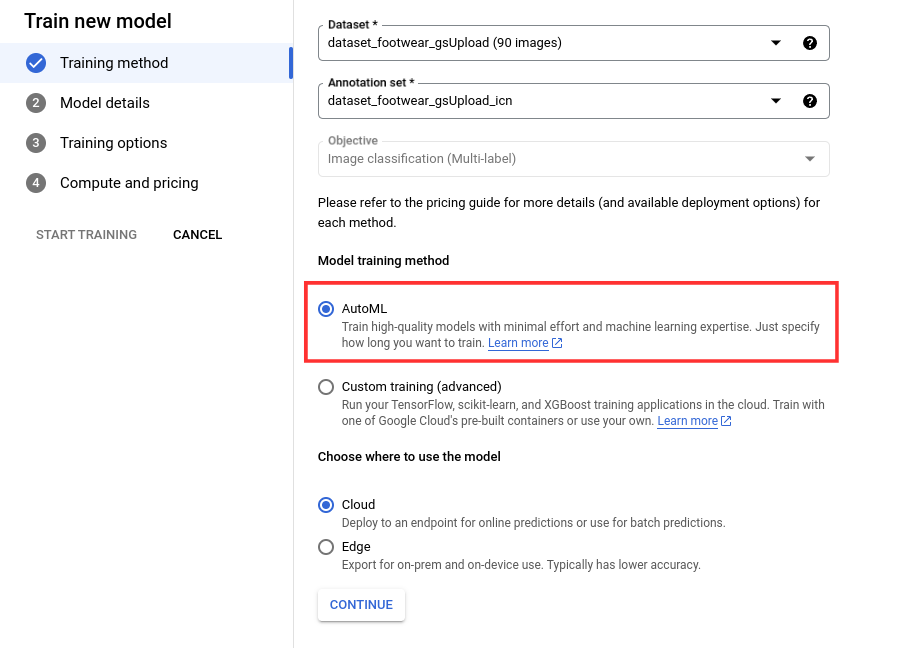 Train new model
Training method
2 Model details
3 Training options
4 Compute and pricing
START TRAINING CANCEL
Dataset *
dataset_footwear_gsUpload (90 images) ?
Annotation set *
dataset_footwear_gsUpload_icn ?
Objective
Image classification (Multi-label)
Please refer to the pricing guide for more details (and available deployment options) for
each method.
Model training method
AutoML
Train high-quality models with minimal effort and machine learning expertise. Just specify
how long you want to train. Learn more
Custom training (advanced)
Run your TensorFlow, scikit-learn, and XGBoost training applications in the cloud. Train with
one of Google Cloud's pre-built containers or use your own. Learn more
Choose where to use the model
Cloud
Deploy to an endpoint for online predictions or use for batch predictions.
Edge
Export for on-prem and on-device use. Typically has lower accuracy.
CONTINUE